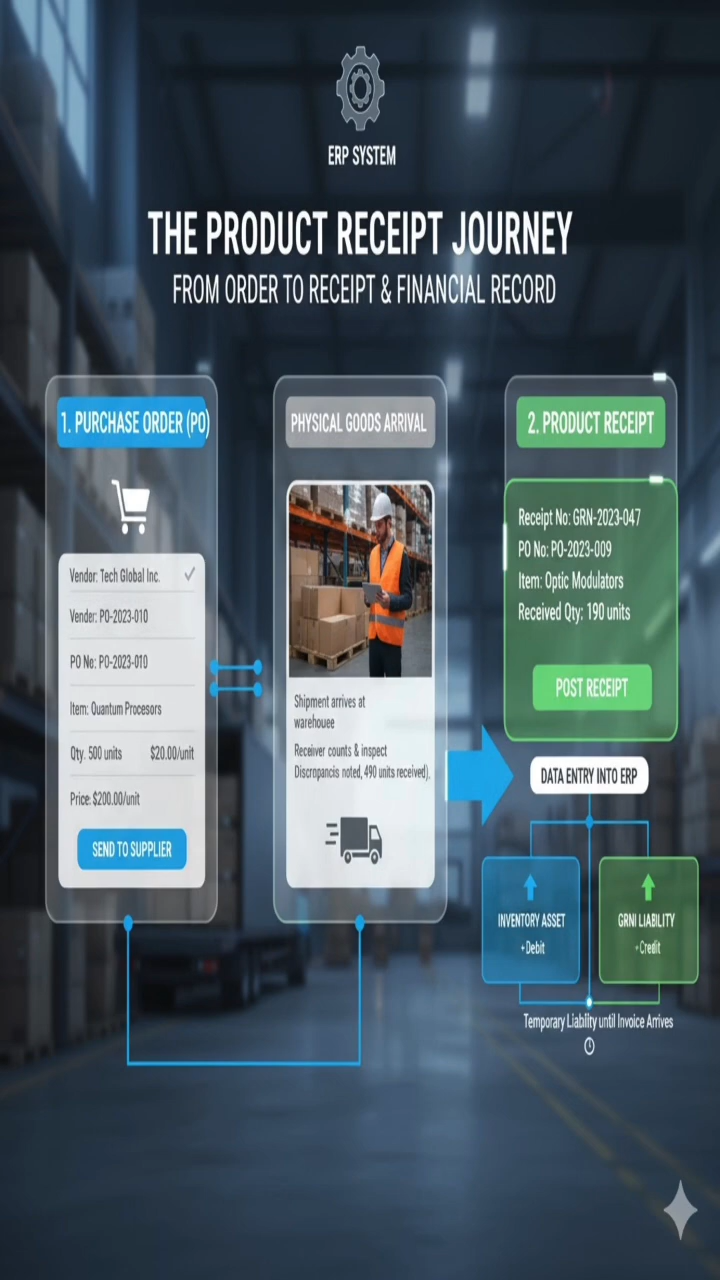 ERP SYSTEM
THE PRODUCT RECEIPT JOURNEY
FROM ORDER TO RECEIPT & FINANCIAL RECORD
1. PURCHASE ORDER (PO)
Vendor: Tech Global Inc.
Vender: PO-2023-010
PO No: PO-2023-010
Item: Quantum Procesors
Qty. 500 units $20.00/unit
Price: $200.00/unit
SEND TO SUPPLIER
PHYSICAL GOODS ARRIVAL
Shipment arrives at
warehouee
Receiver counts & inspect
Discropancis noted, 490 units received).
2. PRODUCT RECEIPT
Receipt No: GRN-2023-047
PO No: PO-2023-009
Item: Optic Modulators
Received Qty: 190 units
POST RECEIPT
DATA ENTRY INTO ERP
INVENTORY ASSET
+Debit
GRNI LIABILITY
+Credit
Temporary Liability until Invoice Arrives